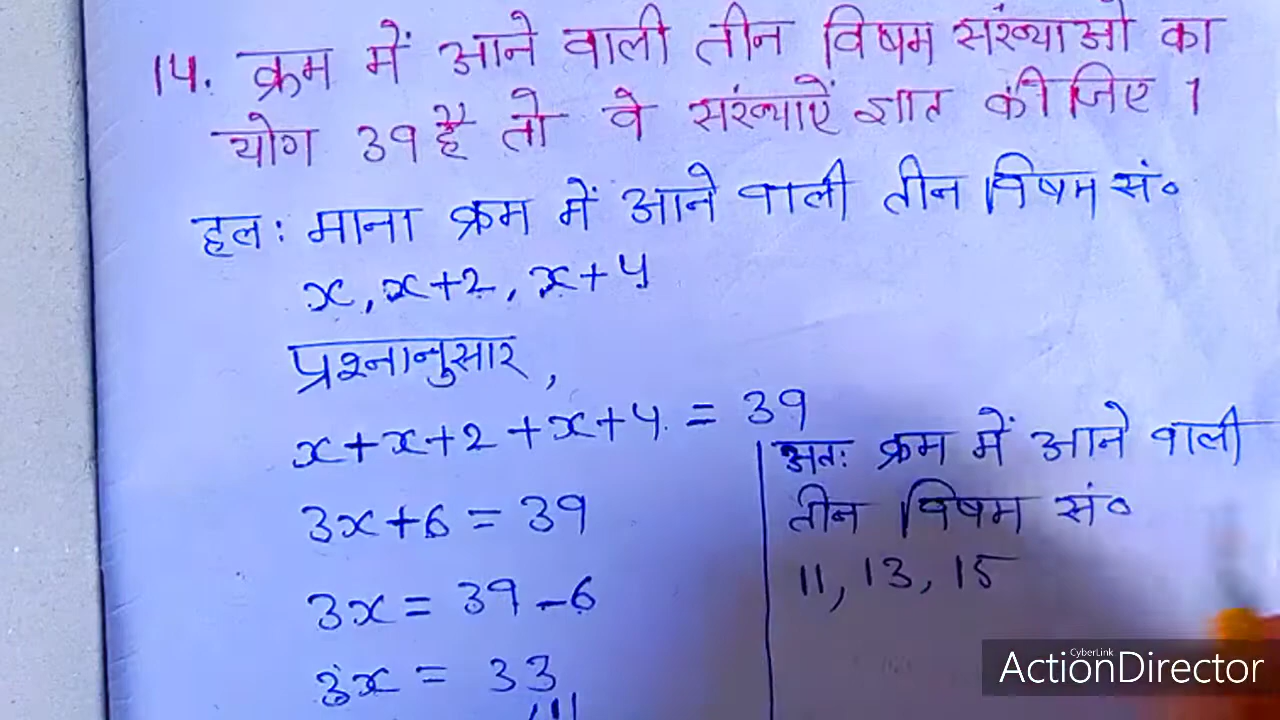 14. क्रम में आने वाली तीन विषम संख्याओ का
योग 39 है तो वे संख्याऐं ज्ञात कीजिए ।
हल: माना क्रम में आने वाली तीन विषम सं०
x, x+2, x+4
प्रश्नानुसार,
x+x+2+x+4 = 39
3x+6 = 39
3x = 39-6
3x = 33
11
अत: क्रम में आने वाली
तीन विषम सं०
11, 13, 15
CyberLink
ActionDirector